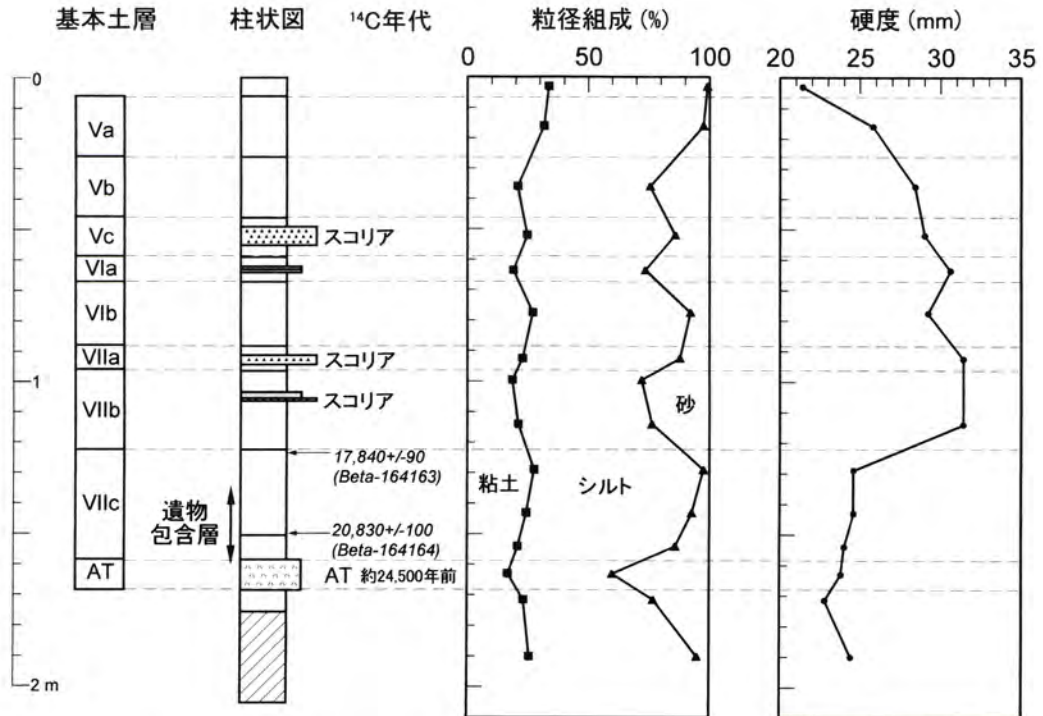 基本土層 柱状図 ¹⁴C年代 粒径組成 (%) 硬度 (mm)
0 50 100 20 25 30 35
0
Va
Vb
Vc スコリア
VIa
VIb
VIIa スコリア
1
VIIb スコリア 砂
17,840+/-90
(Beta-164163)
粘土 シルト
VIIc 遺物
包含層
20,830+/-100
(Beta-164164)
AT AT 約24,500年前
2 m